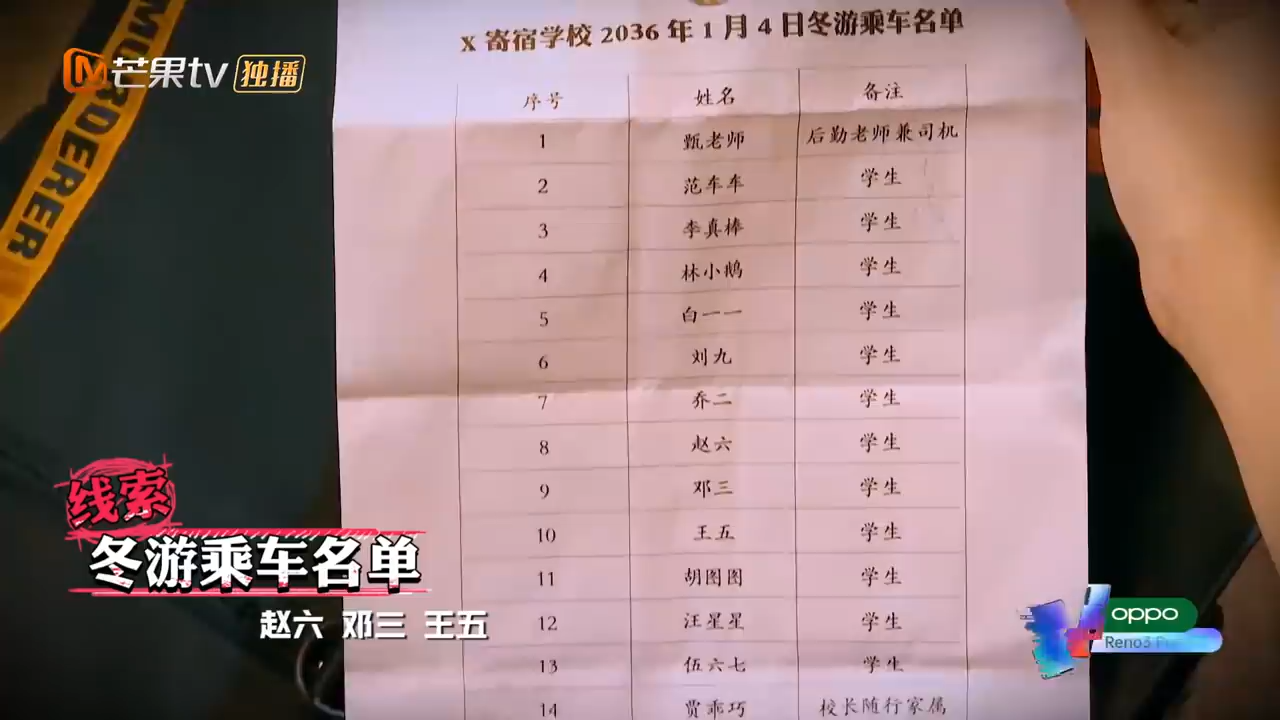 X 寄宿学校 2036 年 1 月 4 日冬游乘车名单
芒果tv 独播
MURDERER
序号 姓名 备注
1 甄老师 后勤老师兼司机
2 范车车 学生
3 李真棒 学生
4 林小鹅 学生
5 白一一 学生
6 刘九 学生
7 乔二 学生
8 赵六 学生
9 邓三 学生
10 王五 学生
11 胡图图 学生
12 汪星星 学生
13 伍六七 学生
14 贾乖巧 校长随行家属
线索
冬游乘车名单
赵六 邓三 王五
oppo
Reno3